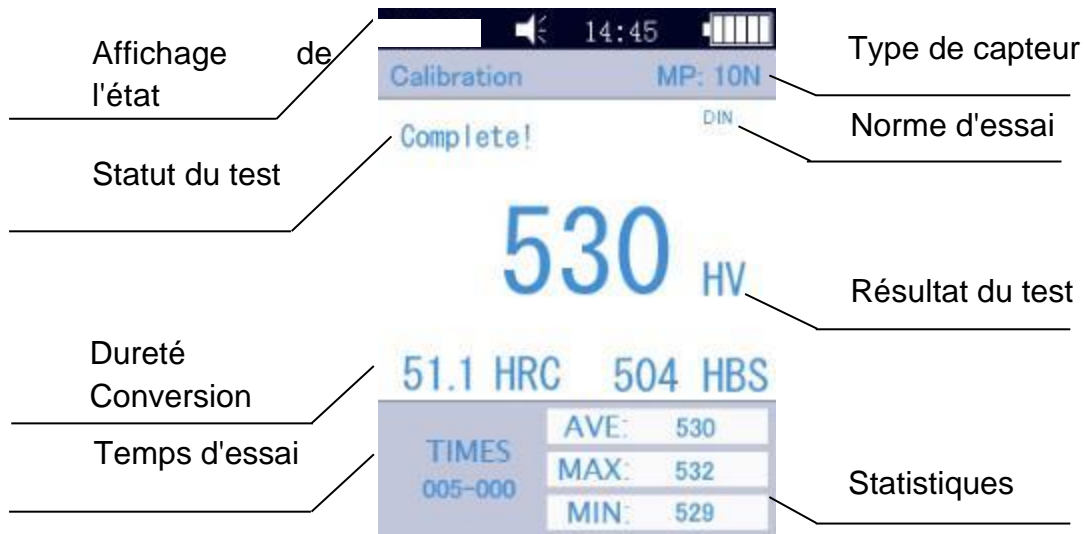 Affichage de
l'état
Statut du test
Dureté
Conversion
Temps d'essai
14:45
Calibration MP: 10N
DIN
Complete!
530 HV
51.1 HRC 504 HBS
TIMES
005-000
AVE: 530
MAX: 532
MIN: 529
Type de capteur
Norme d'essai
Résultat du test
Statistiques